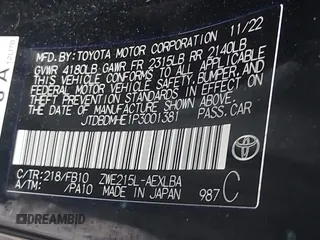 MFD. BY: TOYOTA MOTOR CORPORATION 11/22
GVWR 4180LB GAWR FR 2315LB RR 2140LB
THIS VEHICLE CONFORMS TO ALL APPLICABLE
FEDERAL MOTOR VEHICLE SAFETY, BUMPER, AND
THEFT PREVENTION STANDARDS IN EFFECT ON
THE DATE OF MANUFACTURE SHOWN ABOVE.
JTDBDMHE1P3001381 PASS. CAR
C/TR:218/FB10 ZWE215L-AEXLBA
A/TM: /PA10 MADE IN JAPAN 987 C
TOYOTA
DREAMBID